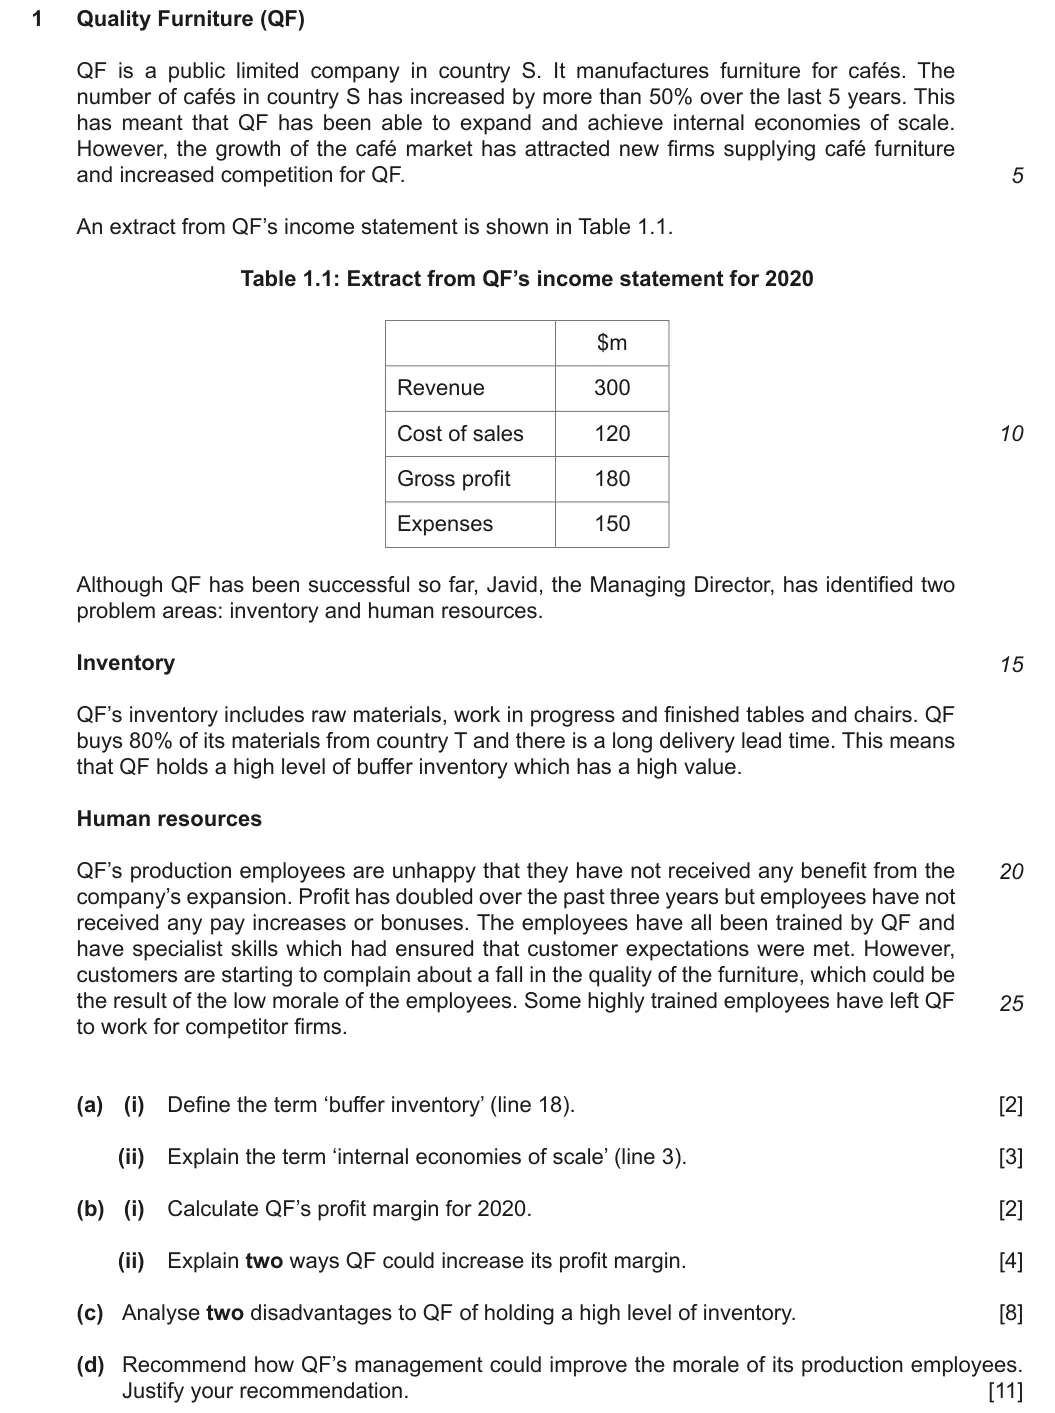 1 Quality Furniture (QF)
QF is a public limited company in country S. It manufactures furniture for cafés. The
number of cafés in country S has increased by more than 50% over the last 5 years. This
has meant that QF has been able to expand and achieve internal economies of scale.
However, the growth of the café market has attracted new firms supplying café furniture
and increased competition for QF. 5
An extract from QF’s income statement is shown in Table 1.1.
Table 1.1: Extract from QF’s income statement for 2020
$m
Revenue 300
Cost of sales 120 10
Gross profit 180
Expenses 150
Although QF has been successful so far, Javid, the Managing Director, has identified two
problem areas: inventory and human resources.
Inventory 15
QF’s inventory includes raw materials, work in progress and finished tables and chairs. QF
buys 80% of its materials from country T and there is a long delivery lead time. This means
that QF holds a high level of buffer inventory which has a high value.
Human resources
QF’s production employees are unhappy that they have not received any benefit from the 20
company’s expansion. Profit has doubled over the past three years but employees have not
received any pay increases or bonuses. The employees have all been trained by QF and
have specialist skills which had ensured that customer expectations were met. However,
customers are starting to complain about a fall in the quality of the furniture, which could be
the result of the low morale of the employees. Some highly trained employees have left QF 25
to work for competitor firms.
(a) (i) Define the term ‘buffer inventory’ (line 18). [2]
(ii) Explain the term ‘internal economies of scale’ (line 3). [3]
(b) (i) Calculate QF’s profit margin for 2020. [2]
(ii) Explain two ways QF could increase its profit margin. [4]
(c) Analyse two disadvantages to QF of holding a high level of inventory. [8]
(d) Recommend how QF’s management could improve the morale of its production employees.
Justify your recommendation. [11]